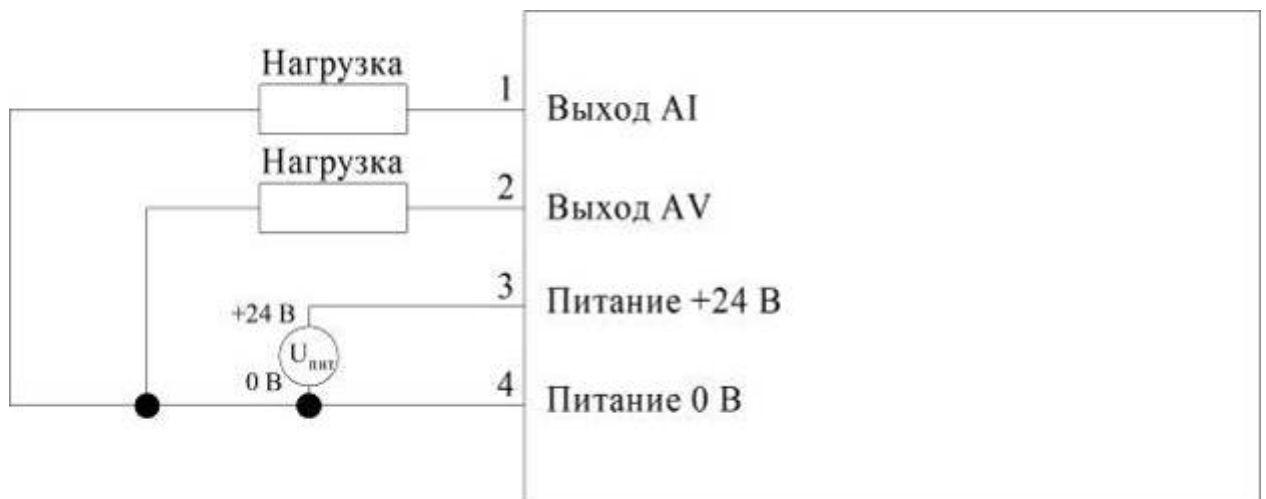 Нагрузка
1
Выход AI
Нагрузка
2
Выход AV
3
Питание +24 В
+24 В
Uпит
0 В
4
Питание 0 В